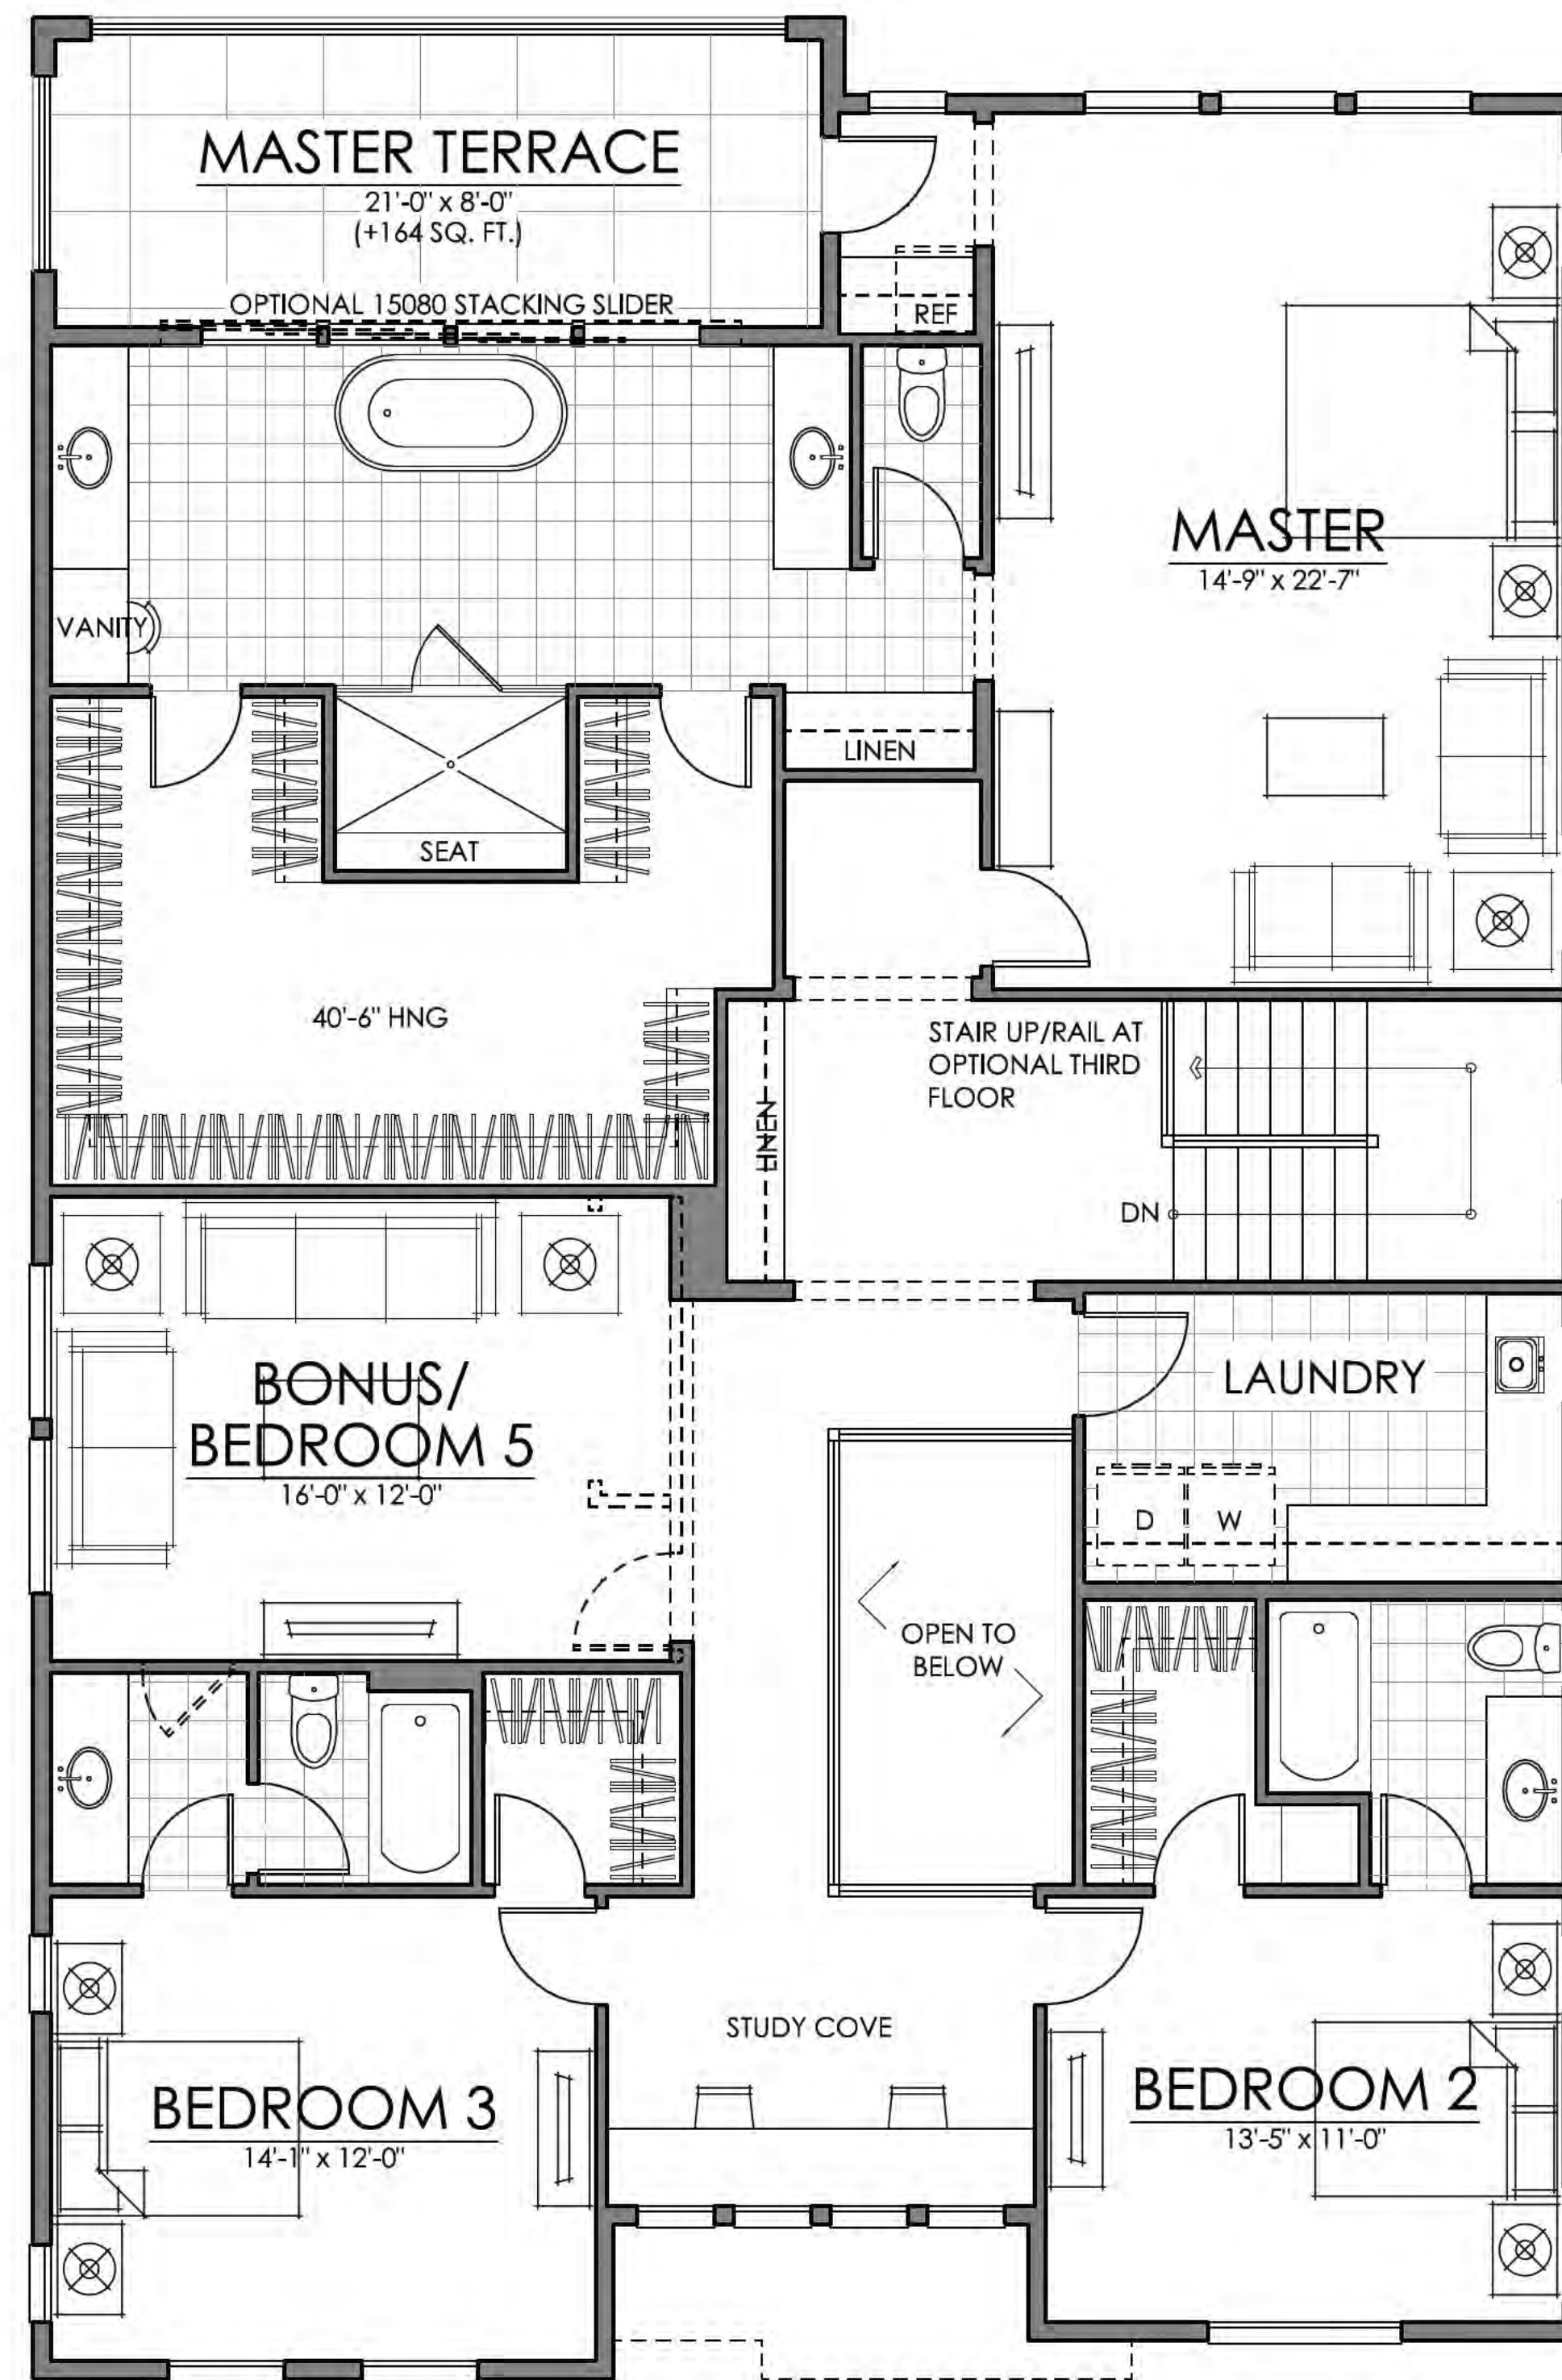 MASTER TERRACE
21'-0" x 8'-0"
(+164 SQ. FT.)
OPTIONAL 15080 STACKING SLIDER
REF
MASTER
14'-9" x 22'-7"
VANITY
LINEN
SEAT
40'-6" HNG
STAIR UP/RAIL AT
OPTIONAL THIRD
FLOOR
LINEN
DN
BONUS/
BEDROOM 5
16'-0" x 12'-0"
LAUNDRY
D
W
OPEN TO
BELOW
STUDY COVE
BEDROOM 3
14'-1" x 12'-0"
BEDROOM 2
13'-5" x 11'-0"